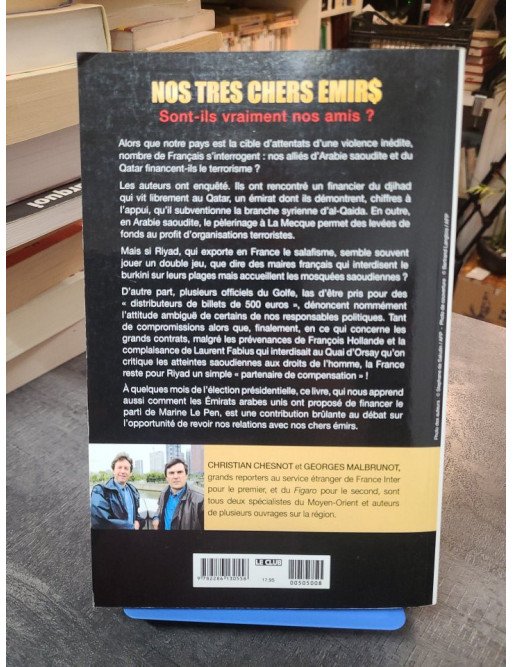 NOS TRES CHERS EMIR$
Sont-ils vraiment nos amis ?
Alors que notre pays est la cible d'attentats d'une violence inédite,
nombre de Français s'interrogent : nos alliés d'Arabie saoudite et du
Qatar financent-ils le terrorisme ?
Les auteurs ont enquêté. Ils ont rencontré un financier du djihad
qui vit librement au Qatar, un émirat dont ils démontrent, chiffres à
l'appui, qu'il subventionne la branche syrienne d'al-Qaida. En outre,
en Arabie saoudite, le pèlerinage à La Mecque permet des levées de
fonds au profit d'organisations terroristes.
Mais si Riyad, qui exporte en France le salafisme, semble souvent
jouer un double jeu, que dire des maires français qui interdisent le
burkini sur leurs plages mais accueillent les mosquées saoudiennes ?
D'autre part, plusieurs officiels du Golfe, las d'être pris pour des
« distributeurs de billets de 500 euros », dénoncent nommément
l'attitude ambiguë de certains de nos responsables politiques. Tant
de compromissions alors que, finalement, en ce qui concerne les
grands contrats, malgré les prévenances de François Hollande et la
complaisance de Laurent Fabius qui interdisait au Quai d'Orsay qu'on
critique les atteintes saoudiennes aux droits de l'homme, la France
reste pour Riyad un simple « partenaire de compensation » !
À quelques mois de l'élection présidentielle, ce livre, qui nous apprend
aussi comment les Émirats arabes unis ont proposé de financer le
parti de Marine Le Pen, est une contribution brûlante au débat sur
l'opportunité de revoir nos relations avec nos chers émirs.
CHRISTIAN CHESNOT et GEORGES MALBRUNOT,
grands reporters au service étranger de France Inter
pour le premier, et du Figaro pour le second, sont
tous deux spécialistes du Moyen-Orient et auteurs
de plusieurs ouvrages sur la région.
LE CLUB
17,95
00505008